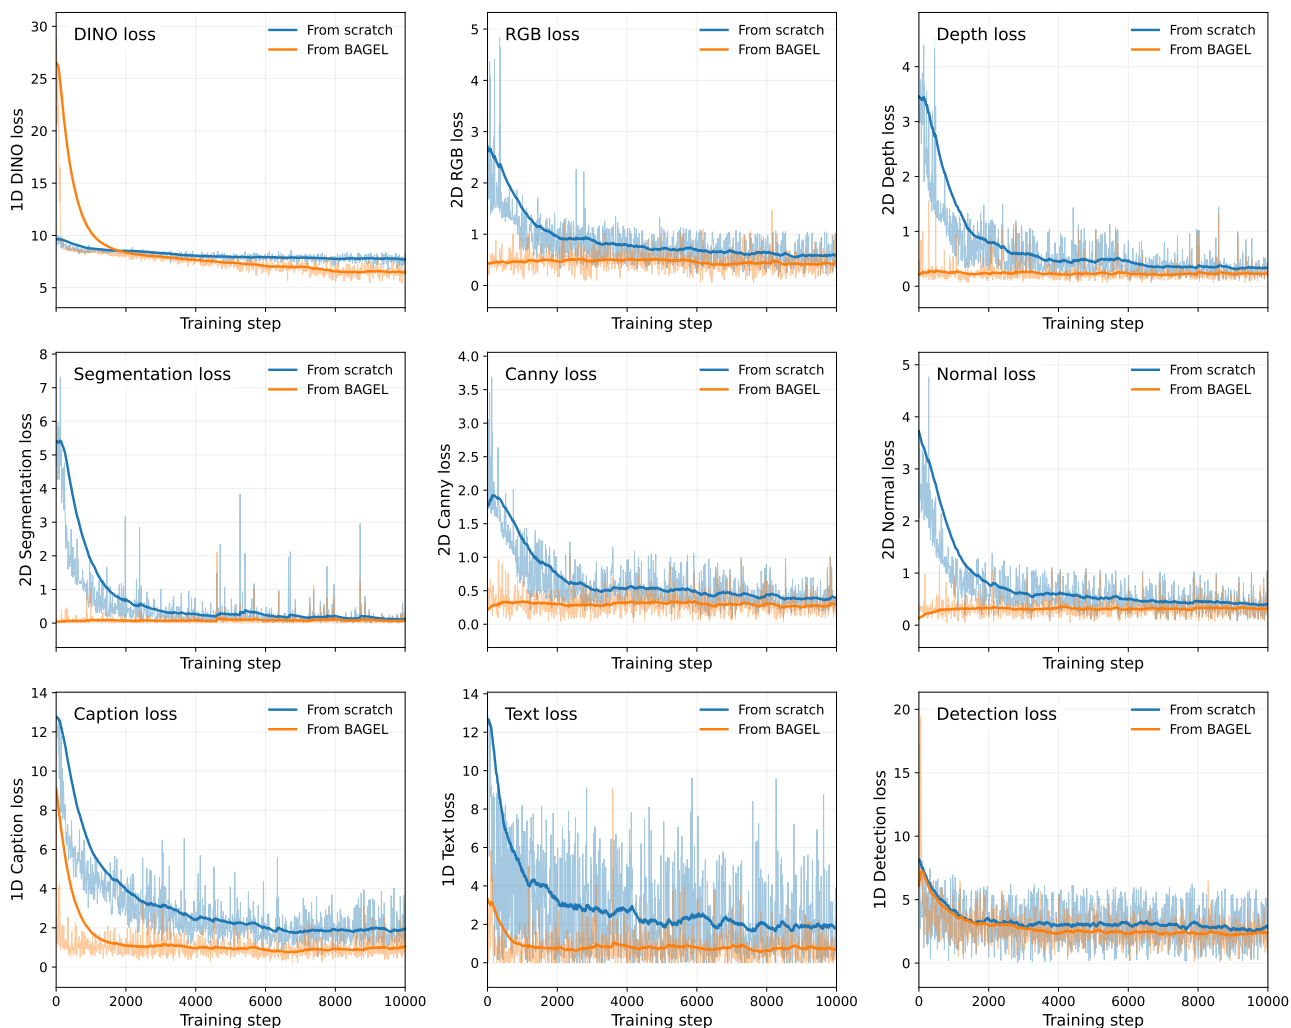 DINO loss
From scratch
From BAGEL
1D DINO loss
30
25
20
15
10
5
Training step
RGB loss
From scratch
From BAGEL
2D RGB loss
5
4
3
2
1
0
Training step
Depth loss
From scratch
From BAGEL
2D Depth loss
4
3
2
1
0
Training step
Segmentation loss
From scratch
From BAGEL
2D Segmentation loss
8
7
6
5
4
3
2
1
0
Training step
Canny loss
From scratch
From BAGEL
2D Canny loss
4.0
3.5
3.0
2.5
2.0
1.5
1.0
0.5
0.0
Training step
Normal loss
From scratch
From BAGEL
2D Normal loss
5
4
3
2
1
0
Training step
Caption loss
From scratch
From BAGEL
1D Caption loss
14
12
10
8
6
4
2
0
0 2000 4000 6000 8000 10000
Training step
Text loss
From scratch
From BAGEL
1D Text loss
14
12
10
8
6
4
2
0
0 2000 4000 6000 8000 10000
Training step
Detection loss
From scratch
From BAGEL
1D Detection loss
20
15
10
5
0
0 2000 4000 6000 8000 10000
Training step